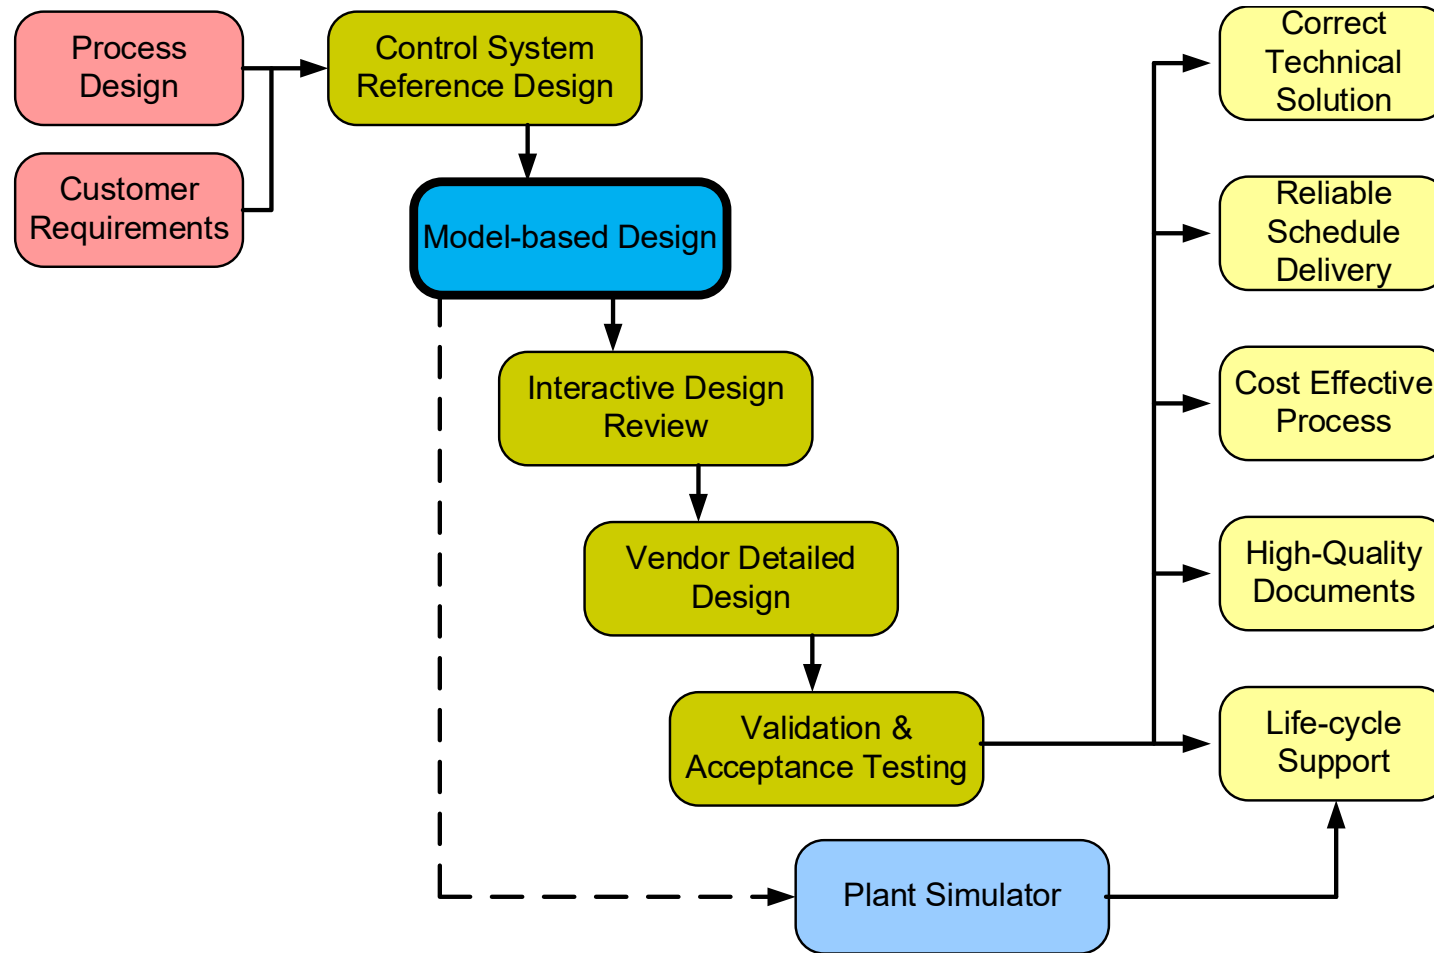 Process
Design
Customer
Requirements
Control System
Reference Design
Model-based Design
Interactive Design
Review
Vendor Detailed
Design
Validation &
Acceptance Testing
Plant Simulator
Correct
Technical
Solution
Reliable
Schedule
Delivery
Cost Effective
Process
High-Quality
Documents
Life-cycle
Support